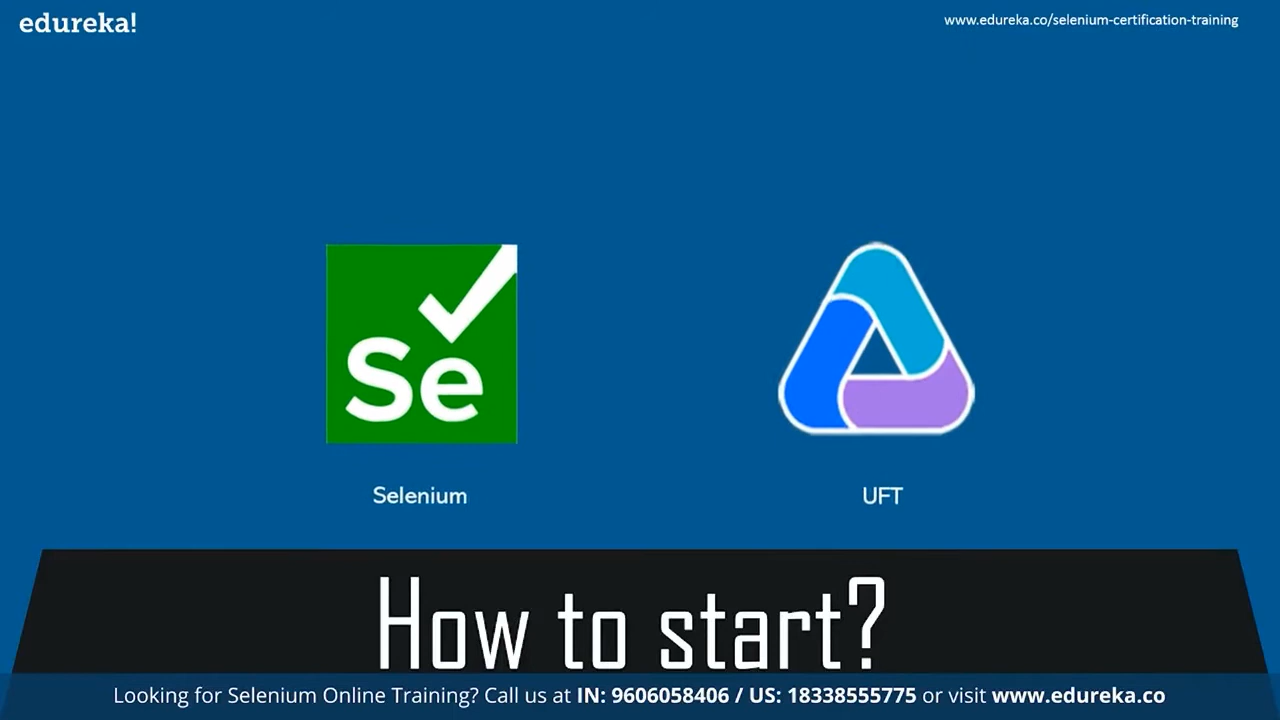 edureka!
www.edureka.co/selenium-certification-training
Se
Selenium
UFT
How to start?
Looking for Selenium Online Training? Call us at IN: 9606058406 / US: 18338555775 or visit www.edureka.co